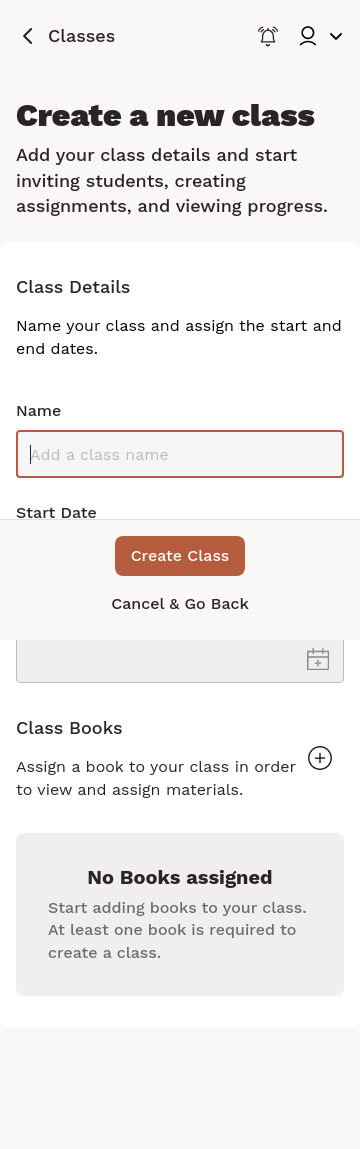 Classes
Create a new class
Add your class details and start
inviting students, creating
assignments, and viewing progress.
Class Details
Name your class and assign the start and
end dates.
Name
Add a class name
Start Date
Create Class
Cancel & Go Back
Class Books
Assign a book to your class in order
to view and assign materials.
No Books assigned
Start adding books to your class.
At least one book is required to
create a class.